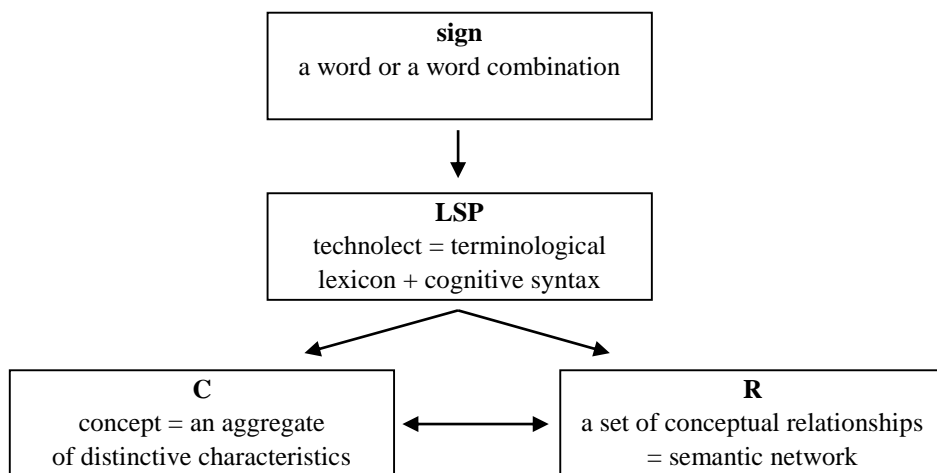 sign
a word or a word combination
LSP
technolect = terminological
lexicon + cognitive syntax
C
concept = an aggregate
of distinctive characteristics
R
a set of conceptual relationships
= semantic network